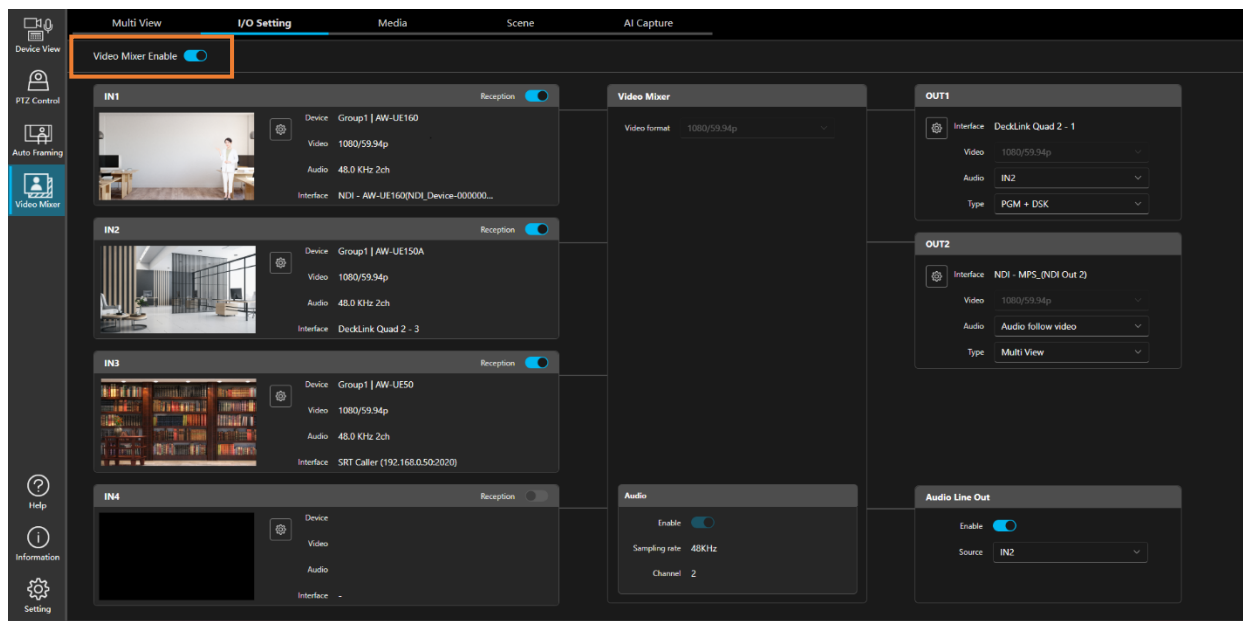 Device View
PTZ Control
Auto Framing
Video Mixer
Help
Information
Setting
Multi View
I/O Setting
Media
Scene
AI Capture
Video Mixer Enable
IN1
Reception
Device Group1 | AW-UE160
Video 1080/59.94p
Audio 48.0 KHz 2ch
Interface NDI - AW-UE160(NDI_Device-000000...
IN2
Reception
Device Group1 | AW-UE150A
Video 1080/59.94p
Audio 48.0 KHz 2ch
Interface DeckLink Quad 2 - 3
IN3
Reception
Device Group1 | AW-UE50
Video 1080/59.94p
Audio 48.0 KHz 2ch
Interface SRT Caller (192.168.0.50:2020)
IN4
Reception
Device
Video
Audio
Interface -
Video Mixer
Video format 1080/59.94p
Audio
Enable
Sampling rate 48KHz
Channel 2
OUT1
Interface DeckLink Quad 2 - 1
Video 1080/59.94p
Audio IN2
Type PGM + DSK
OUT2
Interface NDI - MPS_(NDI Out 2)
Video 1080/59.94p
Audio Audio follow video
Type Multi View
Audio Line Out
Enable
Source IN2